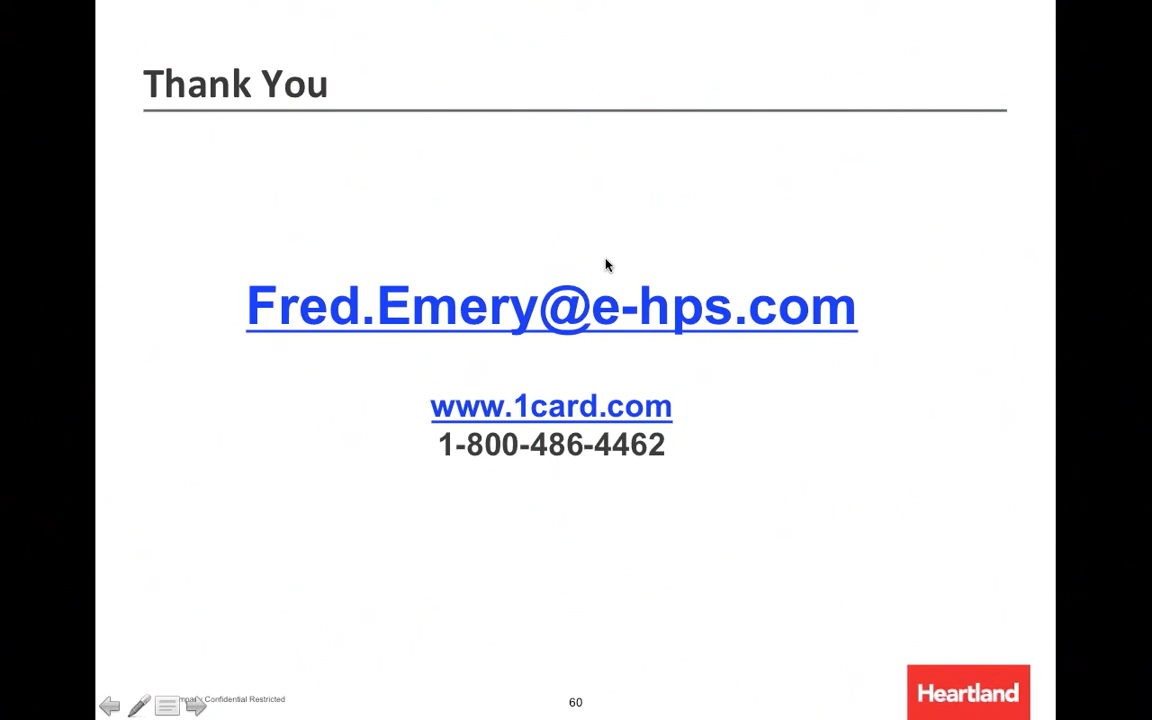 Thank You
Fred.Emery@e-hps.com
www.1card.com
1-800-486-4462
Confidential Restricted
60
Heartland